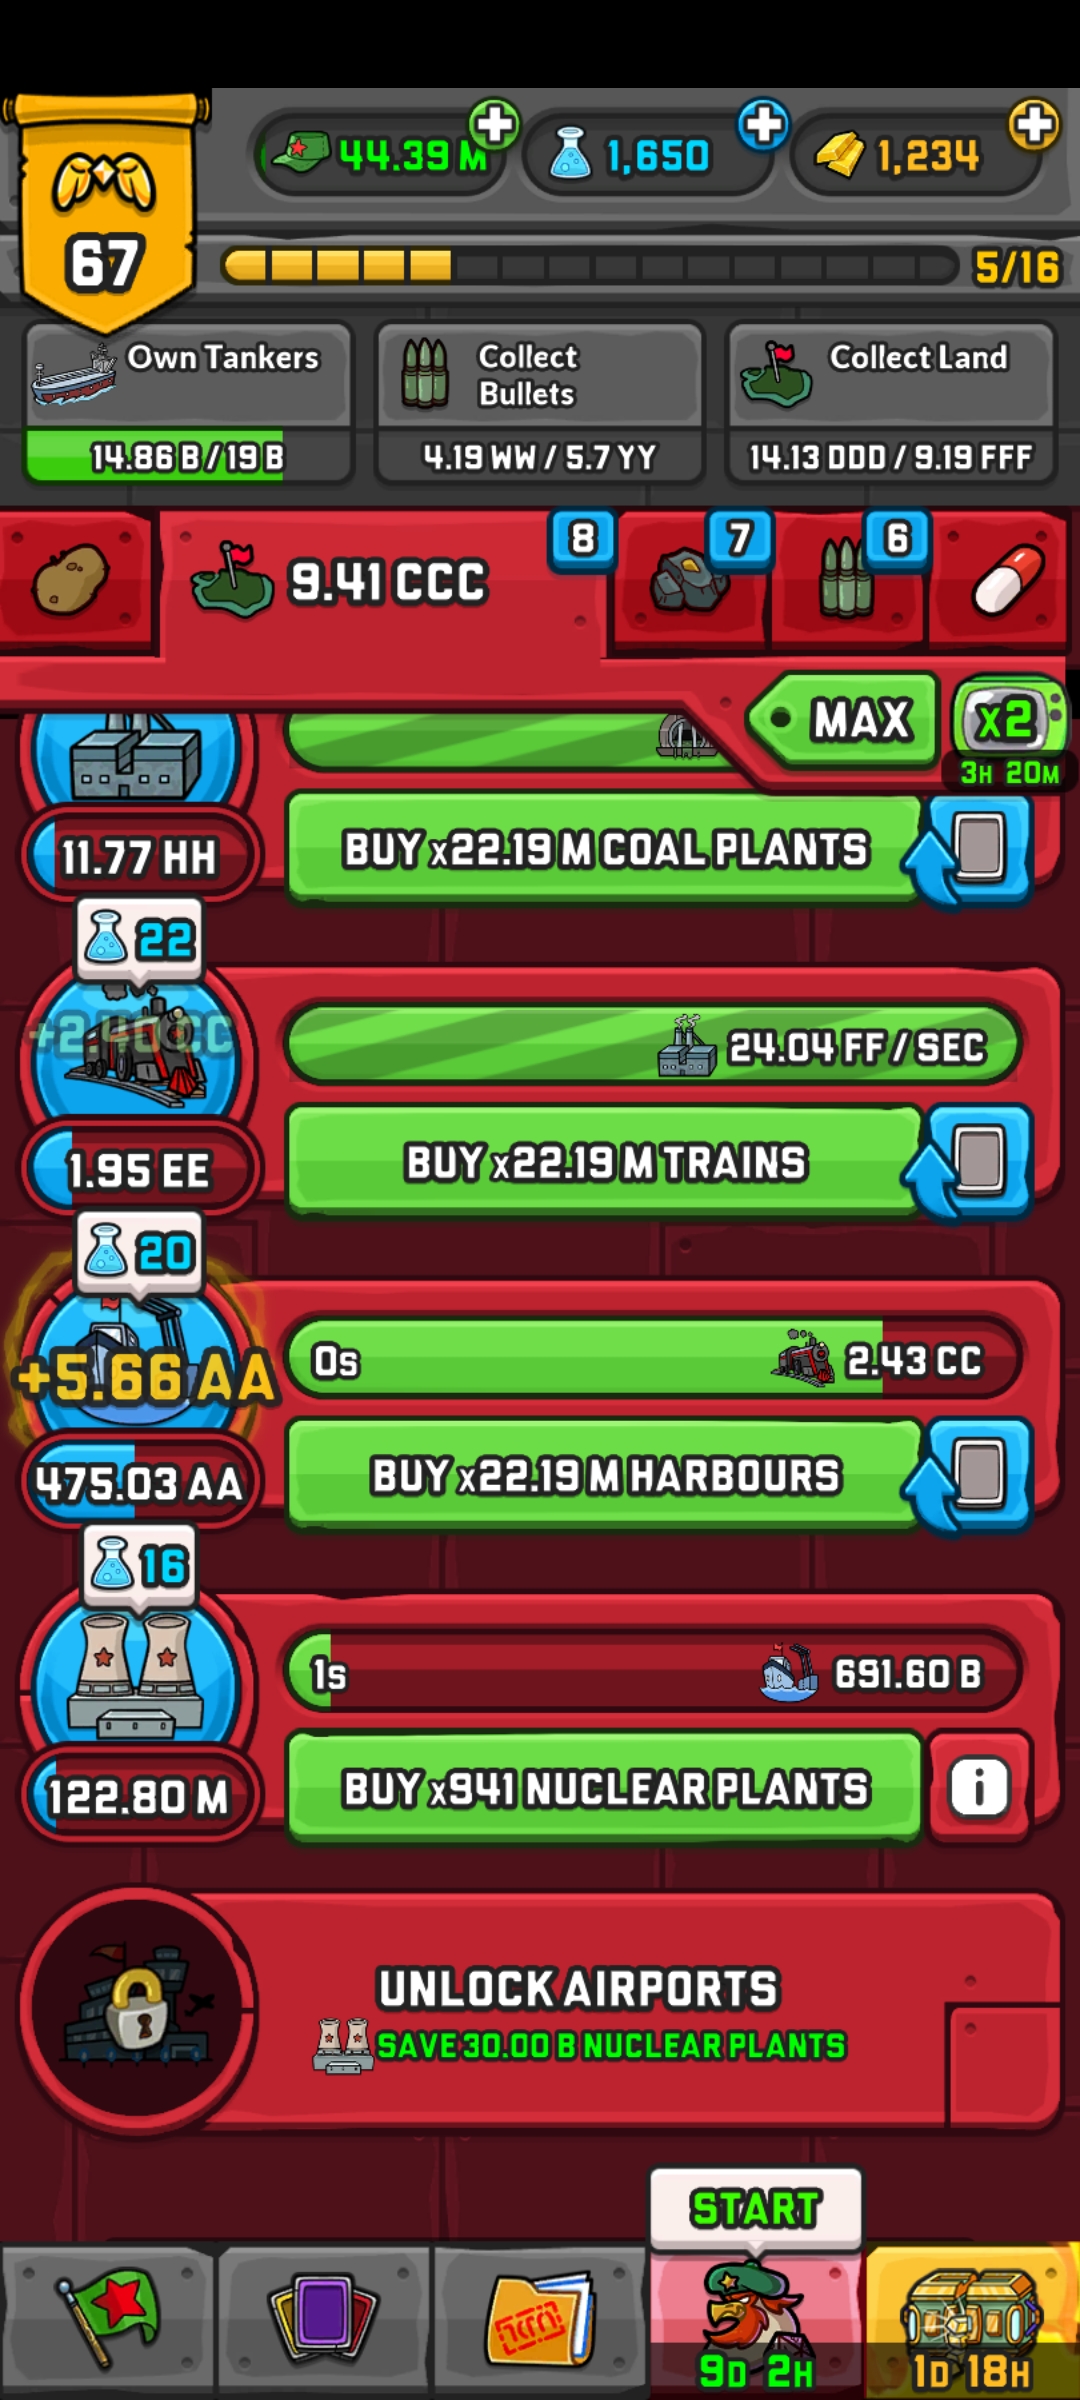 44.39 M
1,650
1,234
67
5/16
Own Tankers
14.86 B / 19 B
Collect
Bullets
4.19 WW / 5.7 YY
Collect Land
14.13 DDD / 9.19 FFF
9.41 CCC
8
7
6
MAX
x2
3H 20M
11.77 HH
BUY x22.19 M COAL PLANTS
22
24.04 FF / SEC
1.95 EE
BUY x22.19 M TRAINS
20
+5.66 AA
0s
2.43 CC
475.03 AA
BUY x22.19 M HARBOURS
16
1s
691.60 B
122.80 M
BUY x941 NUCLEAR PLANTS
i
UNLOCK AIRPORTS
SAVE 30.00 B NUCLEAR PLANTS
START
9D 2H
1D 18H